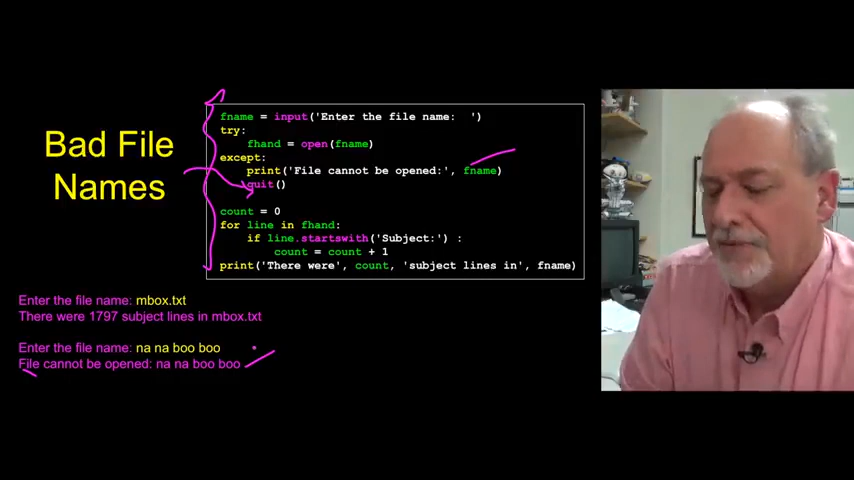 Bad File
Names
fname = input('Enter the file name:  ')
try:
    fhand = open(fname)
except:
    print('File cannot be opened:', fname)
    quit()
count = 0
for line in fhand:
    if line.startswith('Subject:') :
        count = count + 1
print('There were', count, 'subject lines in', fname)
Enter the file name: mbox.txt
There were 1797 subject lines in mbox.txt
Enter the file name: na na boo boo
File cannot be opened: na na boo boo